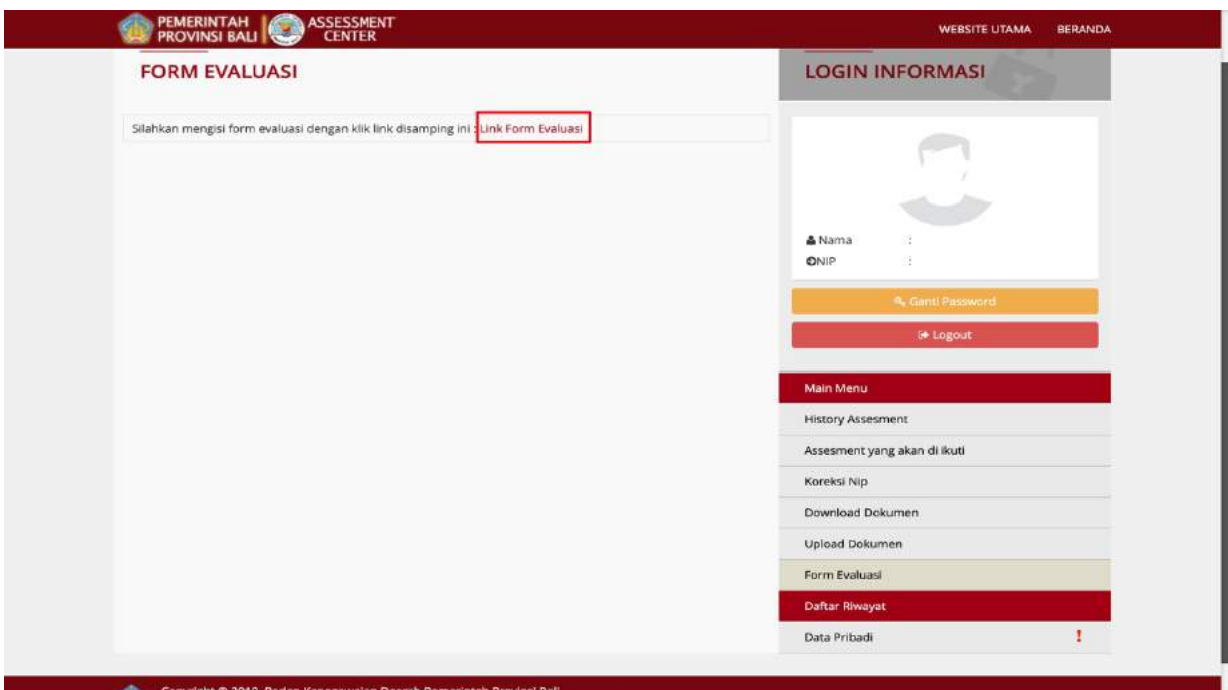 PEMERINTAH
PROVINSI BALI
ASSESSMENT
CENTER
WEBSITE UTAMA
BERANDA
FORM EVALUASI
Silahkan mengisi form evaluasi dengan klik link disamping ini : Link Form Evaluasi
LOGIN INFORMASI
Nama :
NIP :
Ganti Password
Logout
Main Menu
History Assesment
Assesment yang akan di ikuti
Koreksi Nip
Download Dokumen
Upload Dokumen
Form Evaluasi
Daftar Riwayat
Data Pribadi !